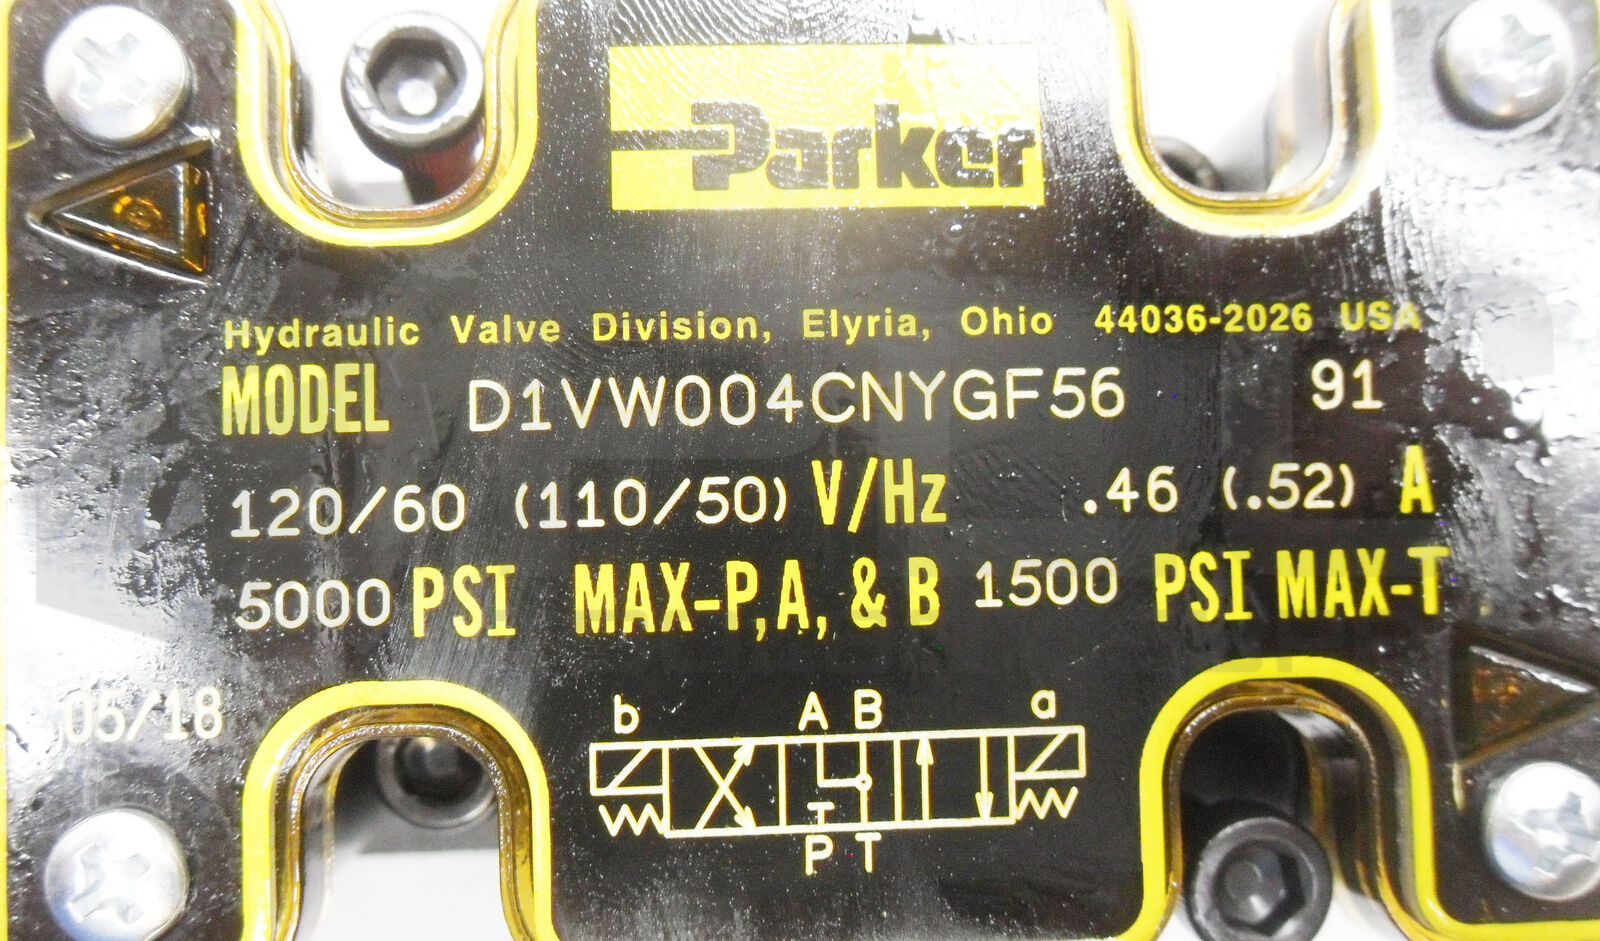 Parker
Hydraulic Valve Division, Elyria, Ohio 44036-2026 USA
MODEL D1VW004CNYGF56 91
120/60 (110/50) V/Hz .46 (.52) A
5000 PSI MAX-P,A, & B 1500 PSI MAX-T
05/18
b A B a
P T